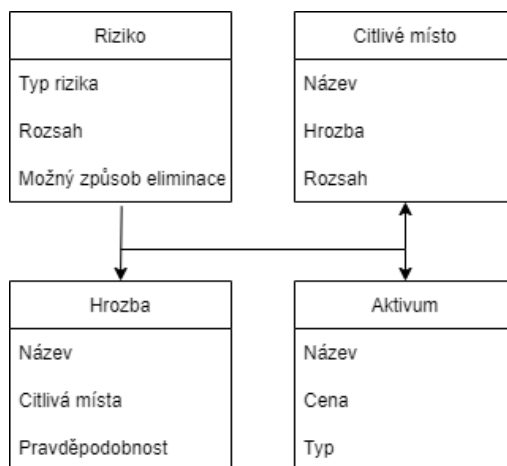 Riziko
Typ rizika
Rozsah
Možný způsob eliminace
Citlivé místo
Název
Hrozba
Rozsah
Hrozba
Název
Citlivá místa
Pravděpodobnost
Aktivum
Název
Cena
Typ